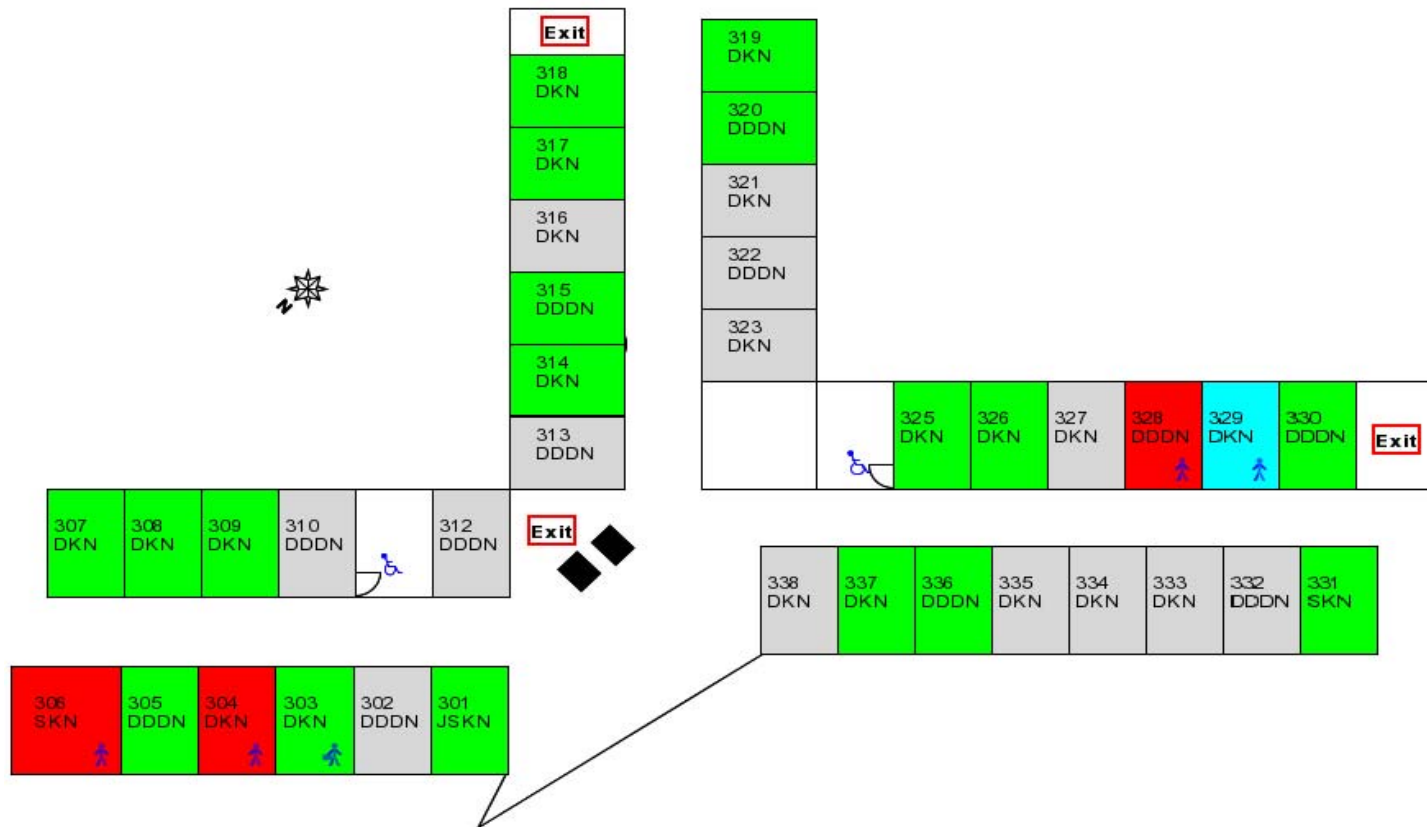 Exit
318
DKN
317
DKN
316
DKN
315
DDDN
314
DKN
313
DDDN
319
DKN
320
DDDN
321
DKN
322
DDDN
323
DKN
N
325
DKN
326
DKN
327
DKN
328
DDDN
329
DKN
330
DDDN
Exit
307
DKN
308
DKN
309
DKN
310
DDDN
312
DDDN
Exit
338
DKN
337
DKN
336
DDDN
335
DKN
334
DKN
333
DKN
332
DDDN
331
SKN
306
SKN
305
DDDN
304
DKN
303
DKN
302
DDDN
301
JSKN